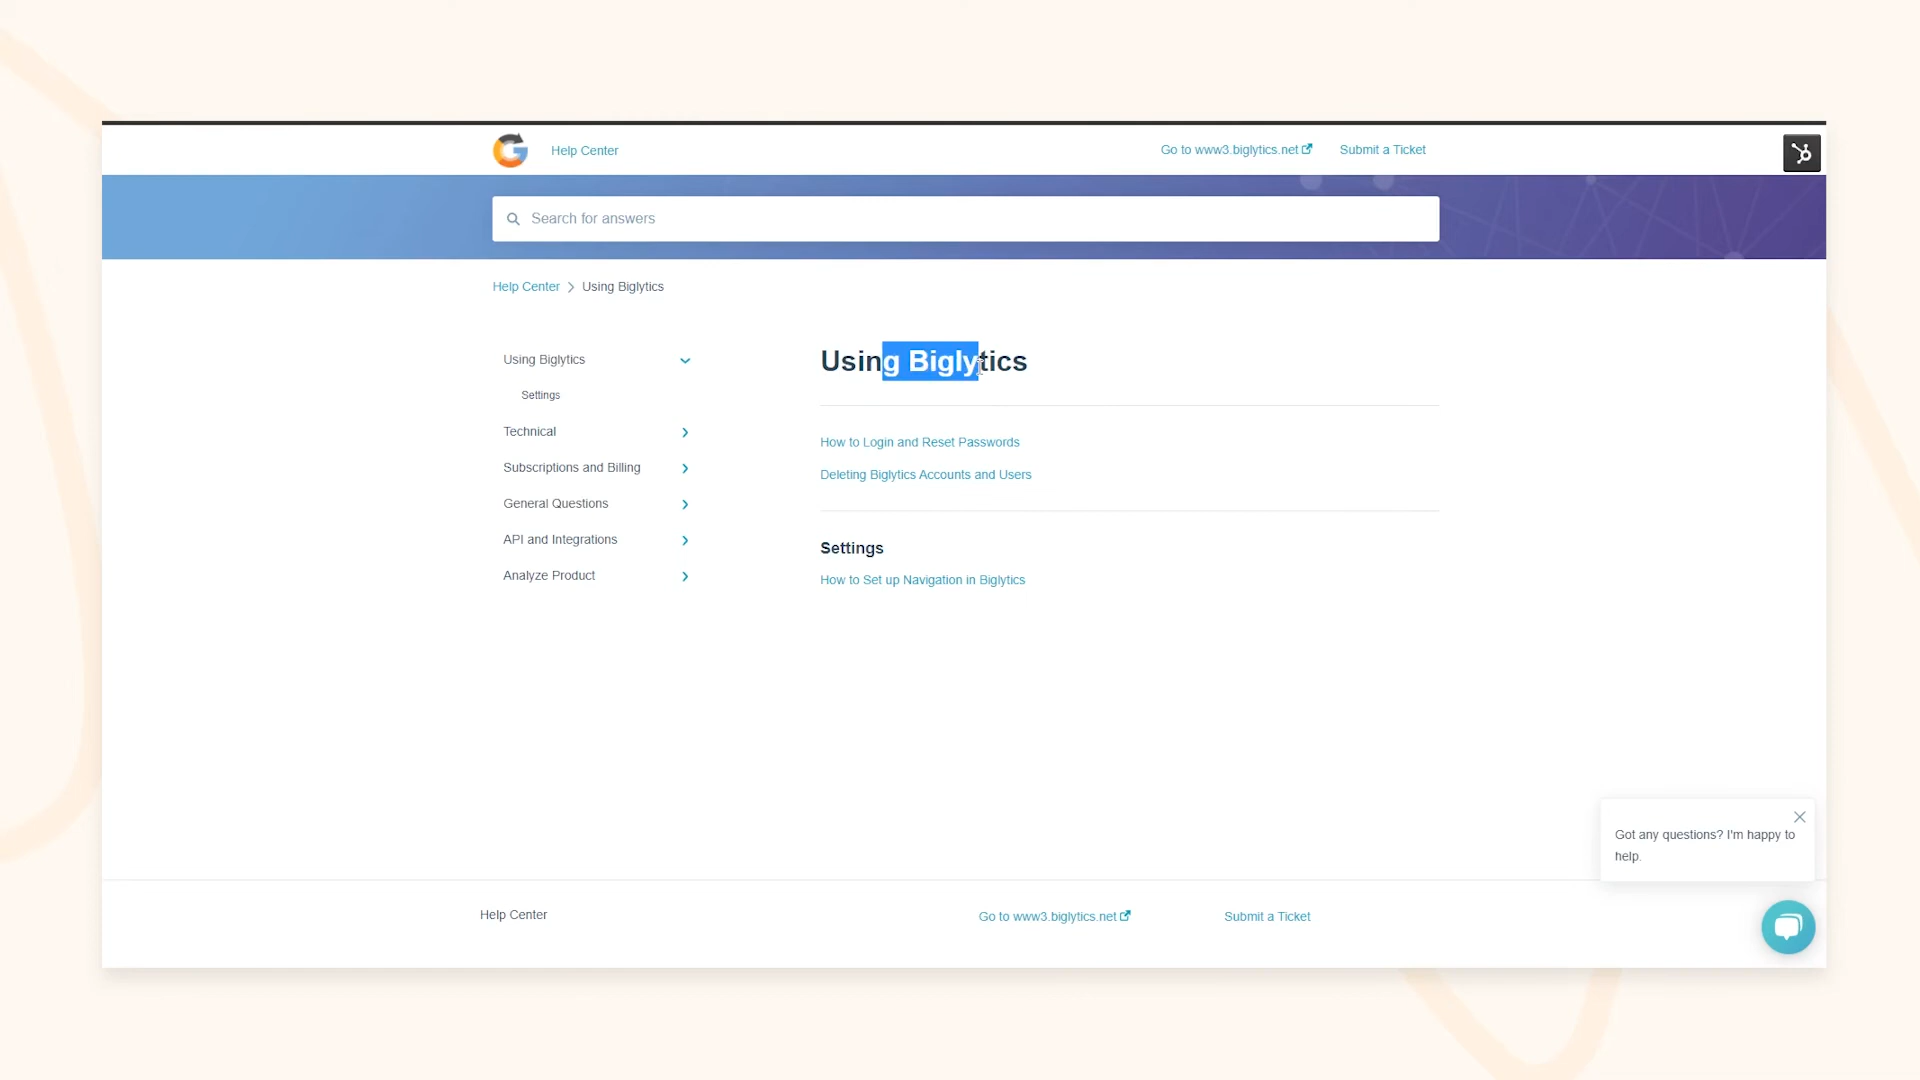 Help Center
Go to www3.biglytics.net
Submit a Ticket
Search for answers
Help Center > Using Biglytics
Using Biglytics
Settings
Technical
Subscriptions and Billing
General Questions
API and Integrations
Analyze Product
Using Biglytics
How to Login and Reset Passwords
Deleting Biglytics Accounts and Users
Settings
How to Set up Navigation in Biglytics
Got any questions? I'm happy to
help.
Help Center
Go to www3.biglytics.net
Submit a Ticket